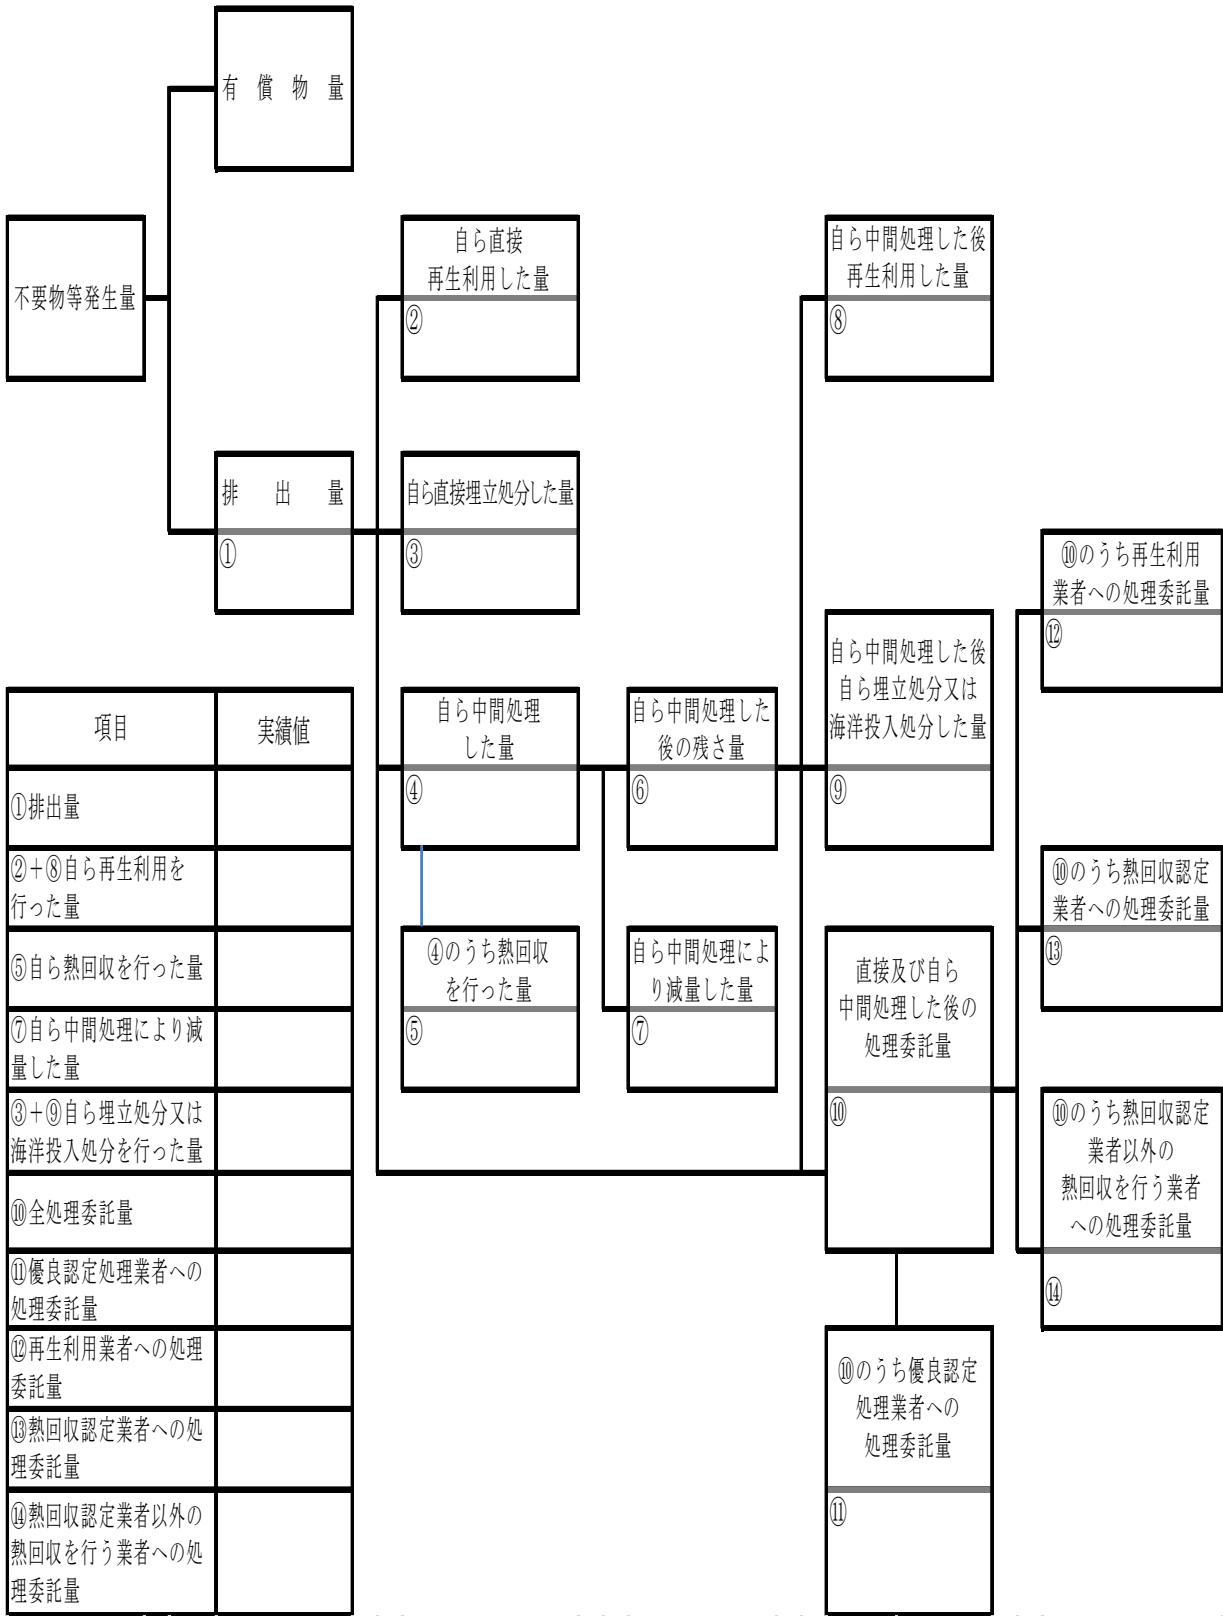 有償物量
不要物等発生量
自ら直接
再生利用した量
②
自ら中間処理した後
再生利用した量
⑧
排出量
①
自ら直接埋立処分した量
③
⑩のうち再生利用
業者への処理委託量
⑫
自ら中間処理
した量
④
自ら中間処理した
後の残さ量
⑥
自ら中間処理した後
自ら埋立処分又は
海洋投入処分した量
⑨
⑩のうち熱回収認定
業者への処理委託量
⑬
④のうち熱回収
を行った量
⑤
自ら中間処理によ
り減量した量
⑦
直接及び自ら
中間処理した後の
処理委託量
⑩
⑩のうち熱回収認定
業者以外の
熱回収を行う業者
への処理委託量
⑭
⑩のうち優良認定
処理業者への
処理委託量
⑪
項目
実績値
①排出量
②+⑧自ら再生利用を
行った量
⑤自ら熱回収を行った量
⑦自ら中間処理により減
量した量
③+⑨自ら埋立処分又は
海洋投入処分を行った量
⑩全処理委託量
⑪優良認定処理業者への
処理委託量
⑫再生利用業者への処理
委託量
⑬熱回収認定業者への処
理委託量
⑭熱回収認定業者以外の
熱回収を行う業者への処
理委託量